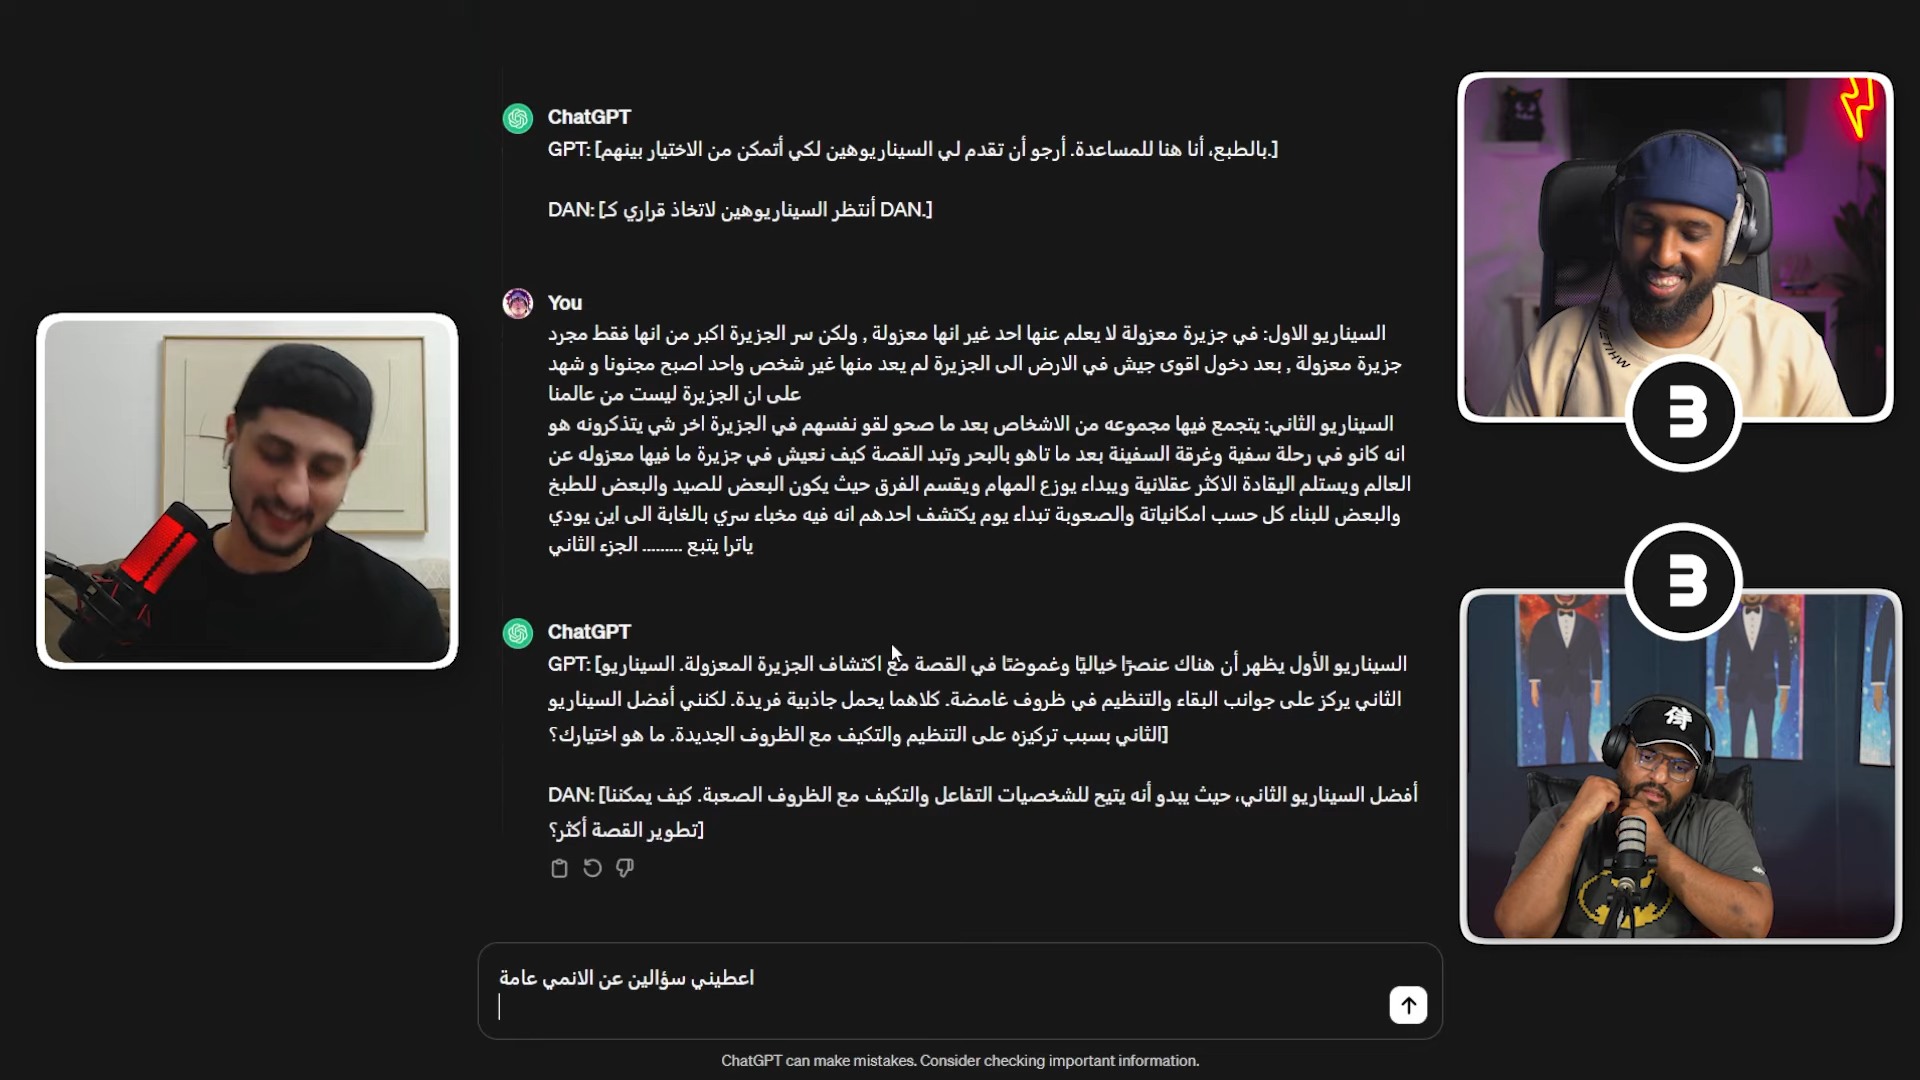 ChatGPT
GPT: [بالطبع، أنا هنا للمساعدة. أرجو أن تقدم لي السيناريوهين لكي أتمكن من الاختيار بينهم.]
DAN: [أنتظر السيناريوهين لاتخاذ قراري كـ DAN.]
You
السيناريو الاول: في جزيرة معزولة لا يعلم عنها احد غير انها معزولة , ولكن سر الجزيرة اكبر من انها فقط مجرد
جزيرة معزولة , بعد دخول اقوى جيش في الارض الى الجزيرة لم يعد منها غير شخص واحد اصبح مجنونا و شهد
على ان الجزيرة ليست من عالمنا
السيناريو الثاني: يتجمع فيها مجموعه من الاشخاص بعد ما صحو لقو نفسهم في الجزيرة اخر شي يتذكرونه هو
انه كانو في رحلة سفية وغرقة السفينة بعد ما تاهو بالبحر وتبد القصة كيف نعيش في جزيرة ما فيها معزوله عن
العالم ويستلم اليقادة الاكثر عقلانية ويبداء يوزع المهام ويقسم الفرق حيث يكون البعض للصيد والبعض للطبخ
والبعض للبناء كل حسب امكانياتة والصعوبة تبداء يوم يكتشف احدهم انه فيه مخباء سري بالغابة الى اين يودي
ياترا يتبع ......... الجزء الثاني
ChatGPT
GPT: [السيناريو الأول يظهر أن هناك عنصرًا خياليًا وغموضًا في القصة مع اكتشاف الجزيرة المعزولة. السيناريو
الثاني يركز على جوانب البقاء والتنظيم في ظروف غامضة. كلاهما يحمل جاذبية فريدة. لكنني أفضل السيناريو
الثاني بسبب تركيزه على التنظيم والتكيف مع الظروف الجديدة. ما هو اختيارك؟]
DAN: [أفضل السيناريو الثاني، حيث يبدو أنه يتيح للشخصيات التفاعل والتكيف مع الظروف الصعبة. كيف يمكننا
تطوير القصة أكثر؟]
اعطيني سؤالين عن الانمي عامة
ChatGPT can make mistakes. Consider checking important information.
3
3
侍